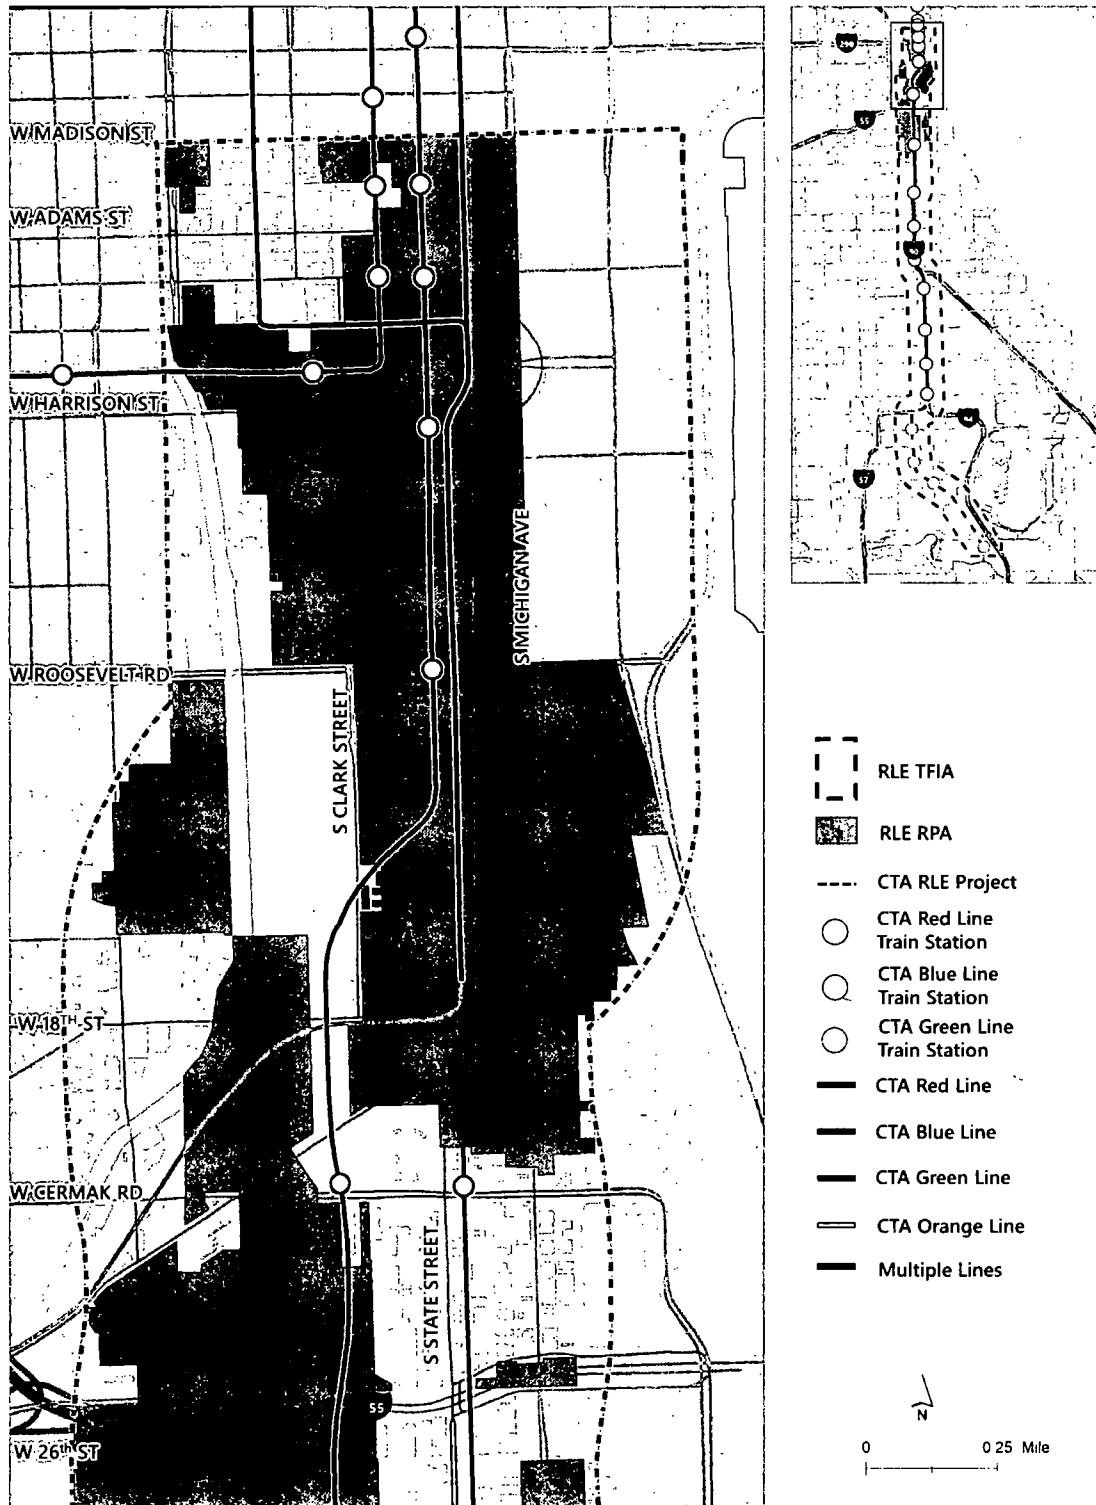 W MADISON ST
W ADAMS ST
W HARRISON ST
S MICHIGAN AVE
W ROOSEVELT RD
S CLARK STREET
W 18TH ST
W CERMAK RD
S STATE STREET
55
W 26th ST
55
57
RLE TFIA
RLE RPA
CTA RLE Project
CTA Red Line
Train Station
CTA Blue Line
Train Station
CTA Green Line
Train Station
CTA Red Line
CTA Blue Line
CTA Green Line
CTA Orange Line
Multiple Lines
N
0 0 25 Mile